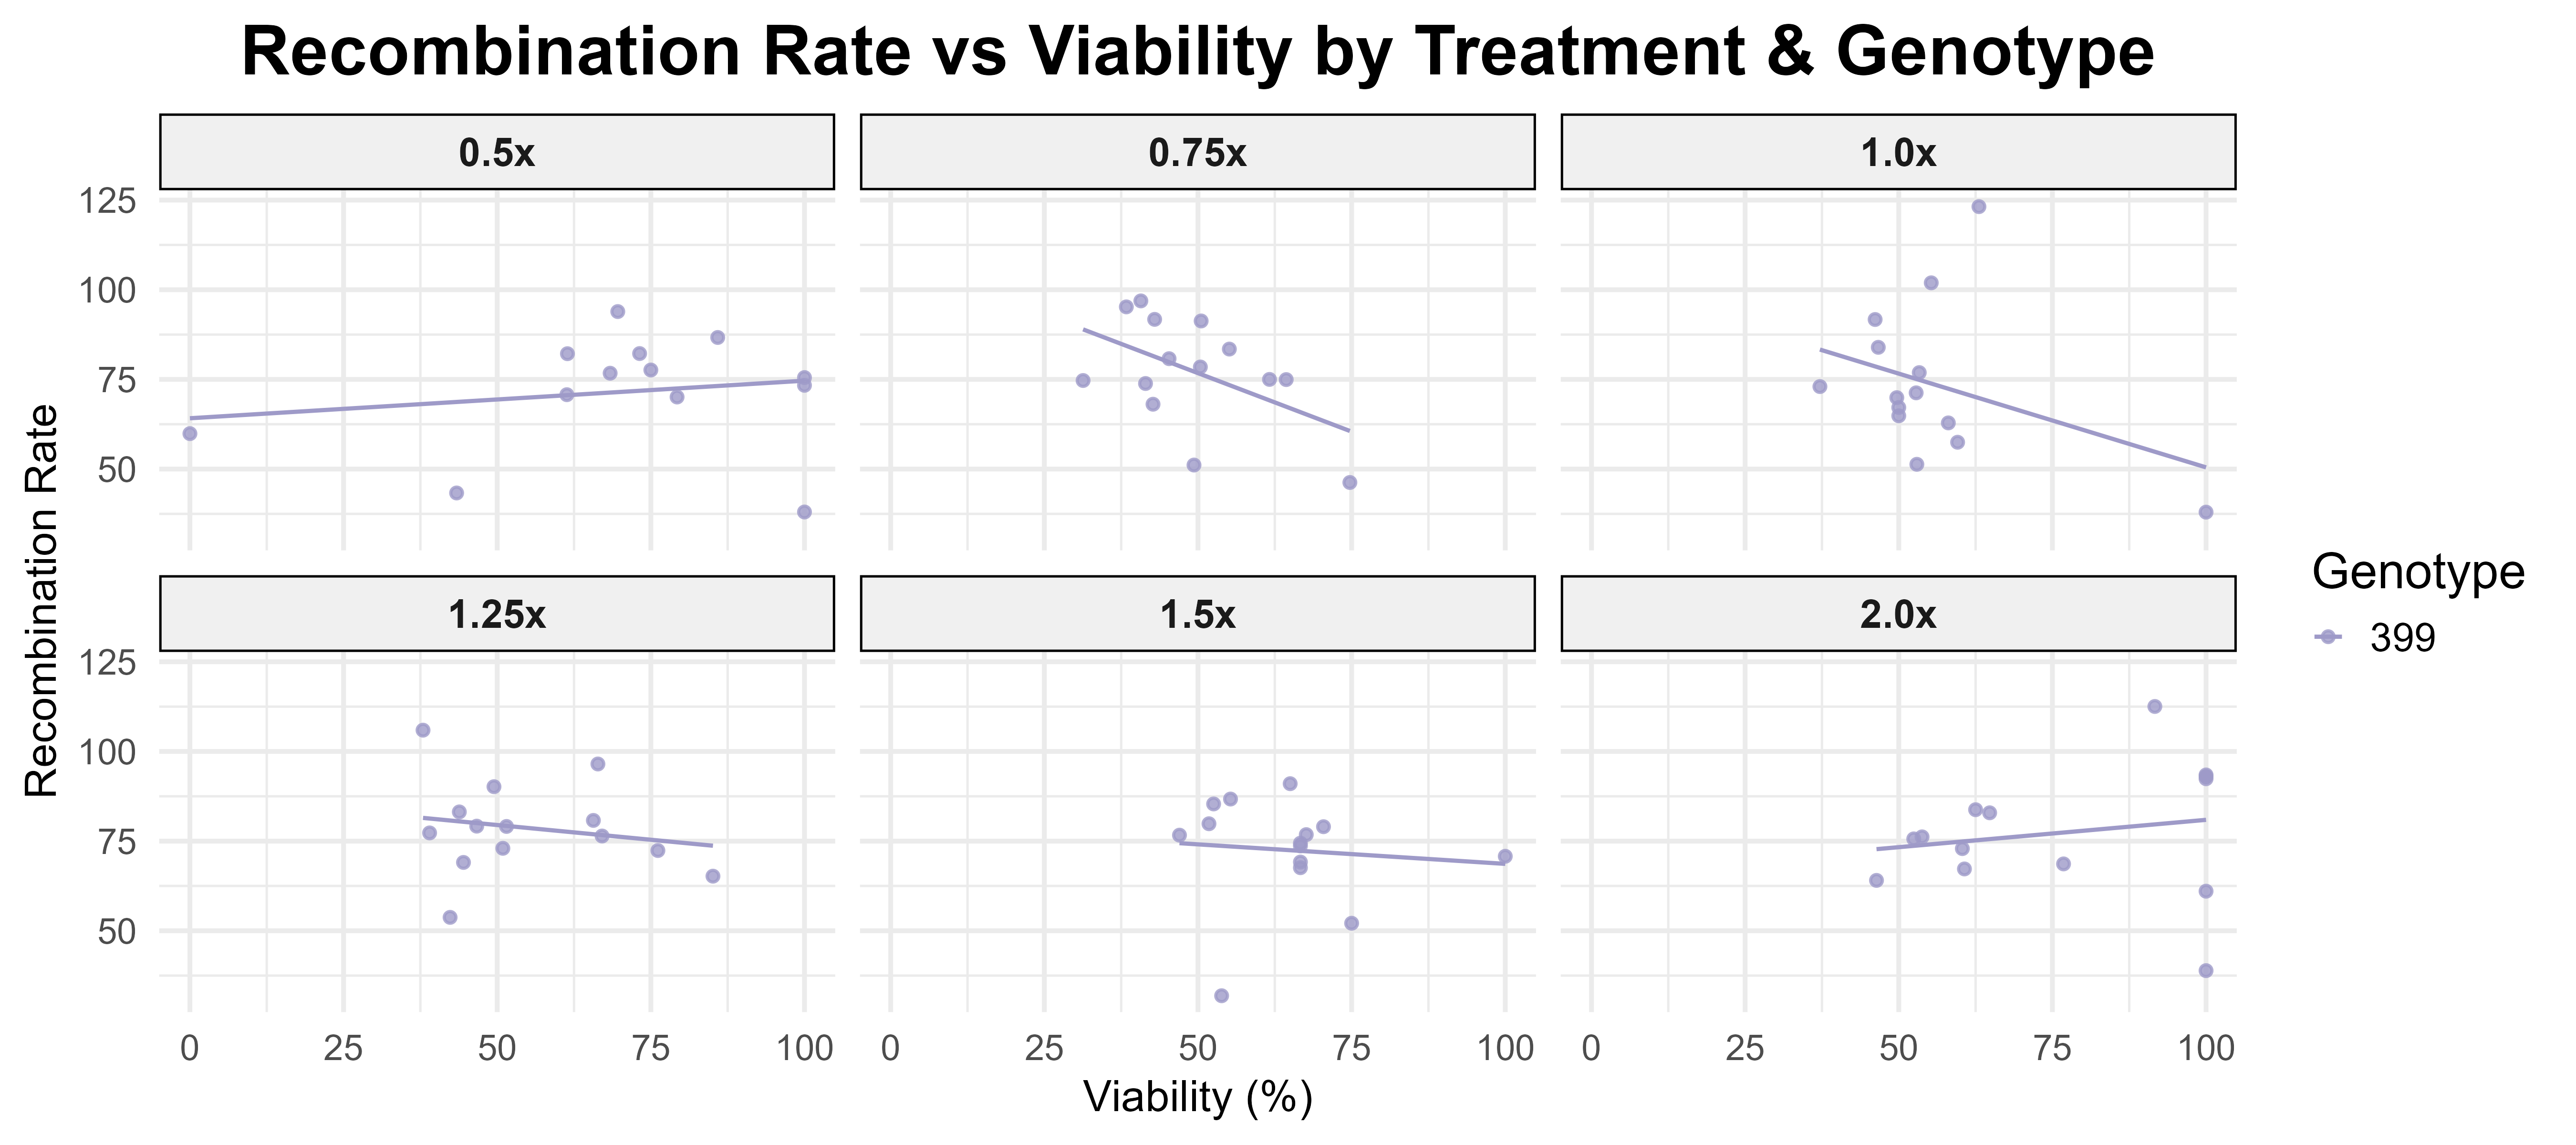 Recombination Rate vs Viability by Treatment & Genotype
0.5x
0.75x
1.0x
125
100
75
50
1.25x
1.5x
2.0x
125
100
75
50
0 25 50 75 100
0 25 50 75 100
0 25 50 75 100
Viability (%)
Recombination Rate
Genotype
399